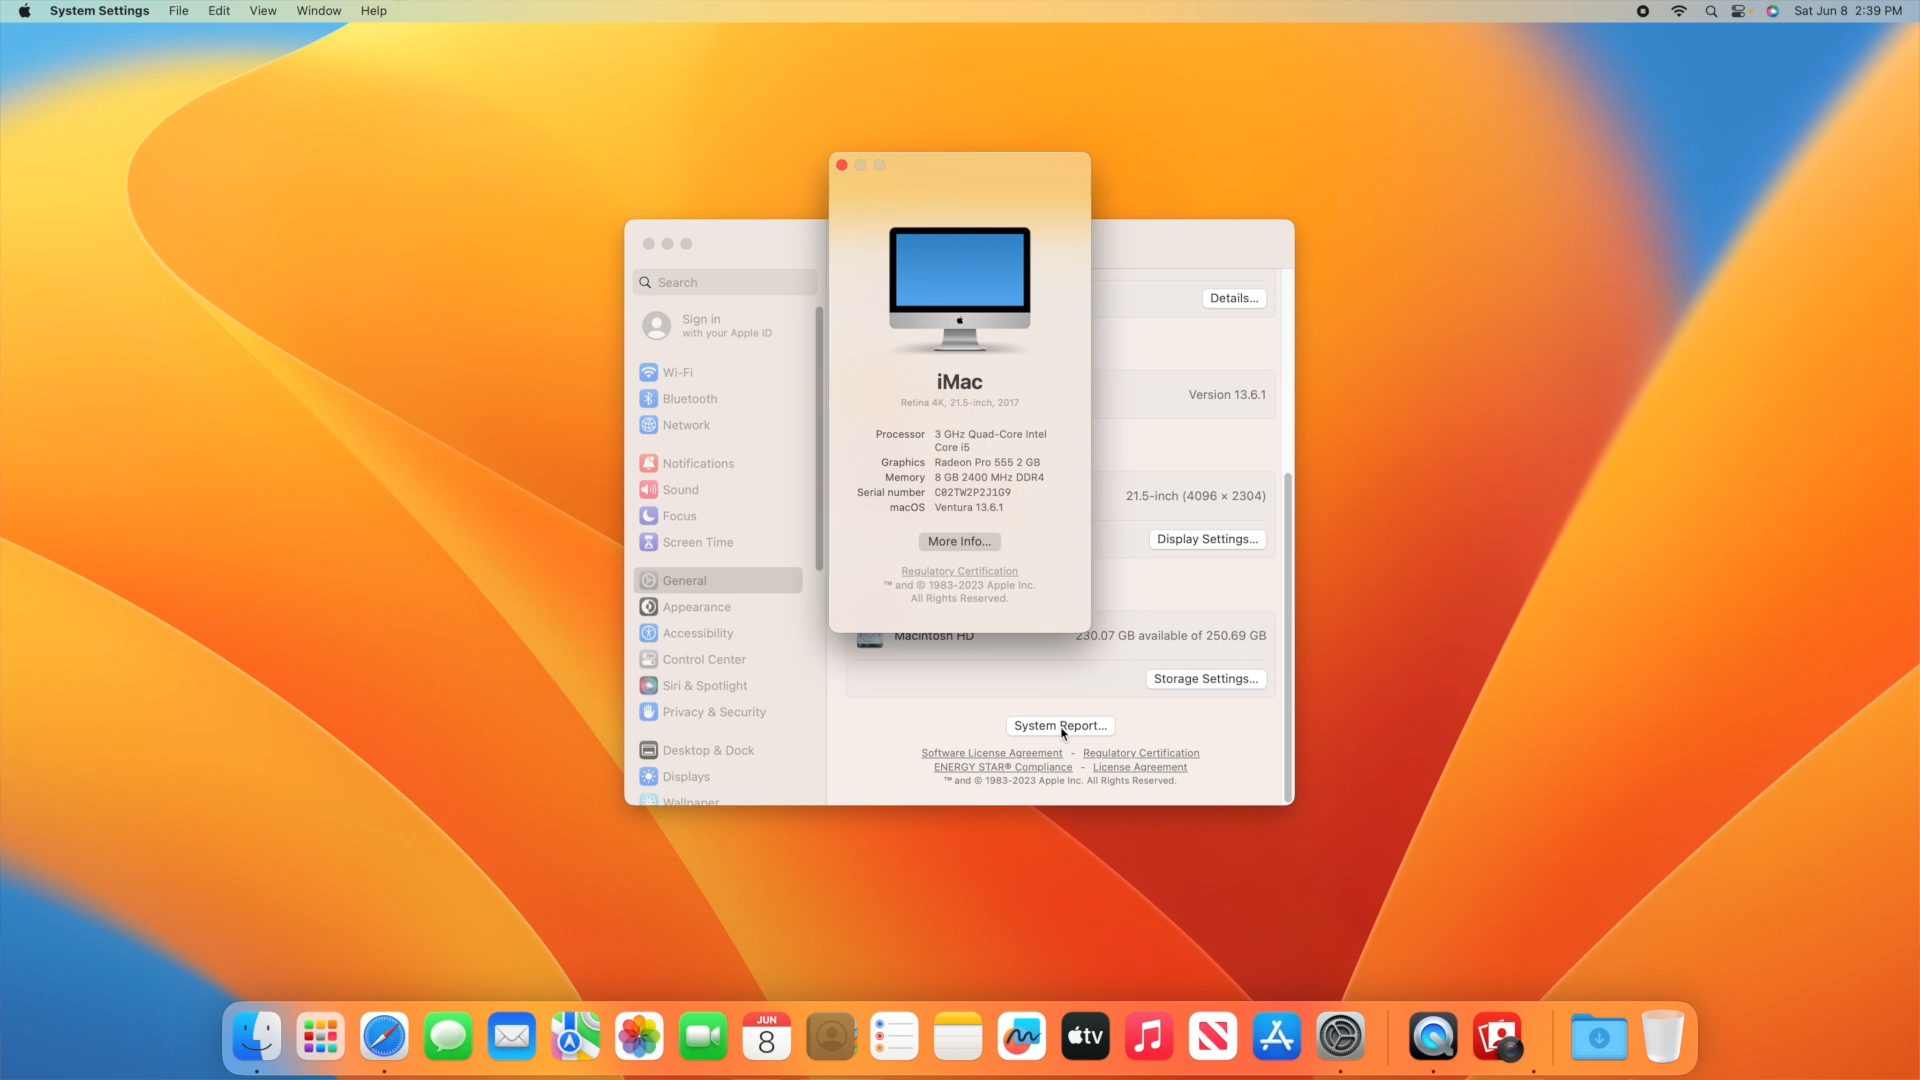 System Settings File Edit View Window Help
Sat Jun 8 2:39 PM
Search
Sign in
with your Apple ID
Wi-Fi
Bluetooth
Network
Notifications
Sound
Focus
Screen Time
General
Appearance
Accessibility
Control Center
Siri & Spotlight
Privacy & Security
Desktop & Dock
Displays
Wallpaper
iMac
Retina 4K, 21.5-inch, 2017
Processor 3 GHz Quad-Core Intel
Core i5
Graphics Radeon Pro 555 2 GB
Memory 8 GB 2400 MHz DDR4
Serial number C02TW2P2J1G9
macOS Ventura 13.6.1
More Info...
Regulatory Certification
™ and © 1983-2023 Apple Inc.
All Rights Reserved.
Details...
Version 13.6.1
21.5-inch (4096 × 2304)
Display Settings...
Macintosh HD 230.07 GB available of 250.69 GB
Storage Settings...
System Report...
Software License Agreement - Regulatory Certification
ENERGY STAR® Compliance - License Agreement
™ and © 1983-2023 Apple Inc. All Rights Reserved.
JUN
8
tv